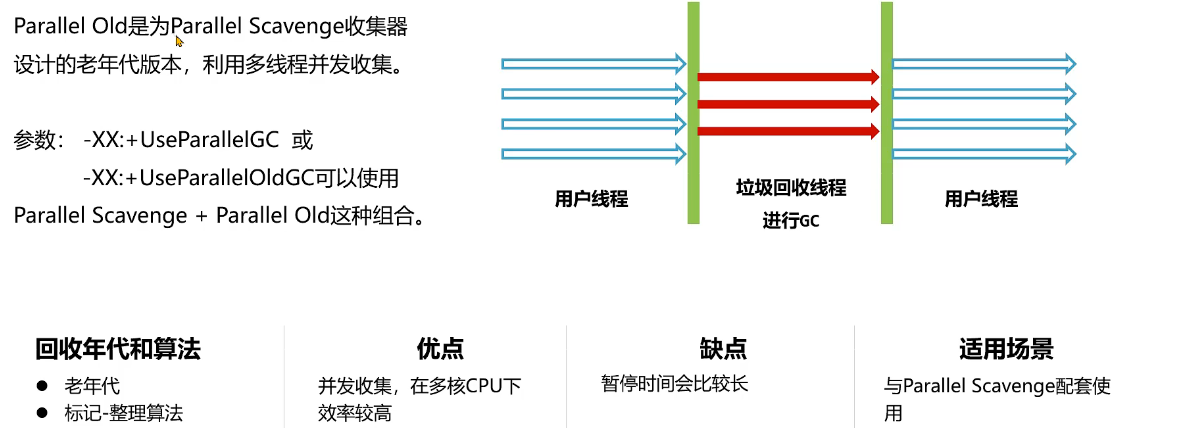 Parallel Old是为Parallel Scavenge收集器
设计的老年代版本，利用多线程并发收集。
参数： -XX:+UseParallelGC 或
-XX:+UseParallelOldGC可以使用
Parallel Scavenge + Parallel Old这种组合。
用户线程
垃圾回收线程
进行GC
用户线程
回收年代和算法
● 老年代
● 标记-整理算法
优点
并发收集，在多核CPU下
效率较高
缺点
暂停时间会比较长
适用场景
与Parallel Scavenge配套使
用